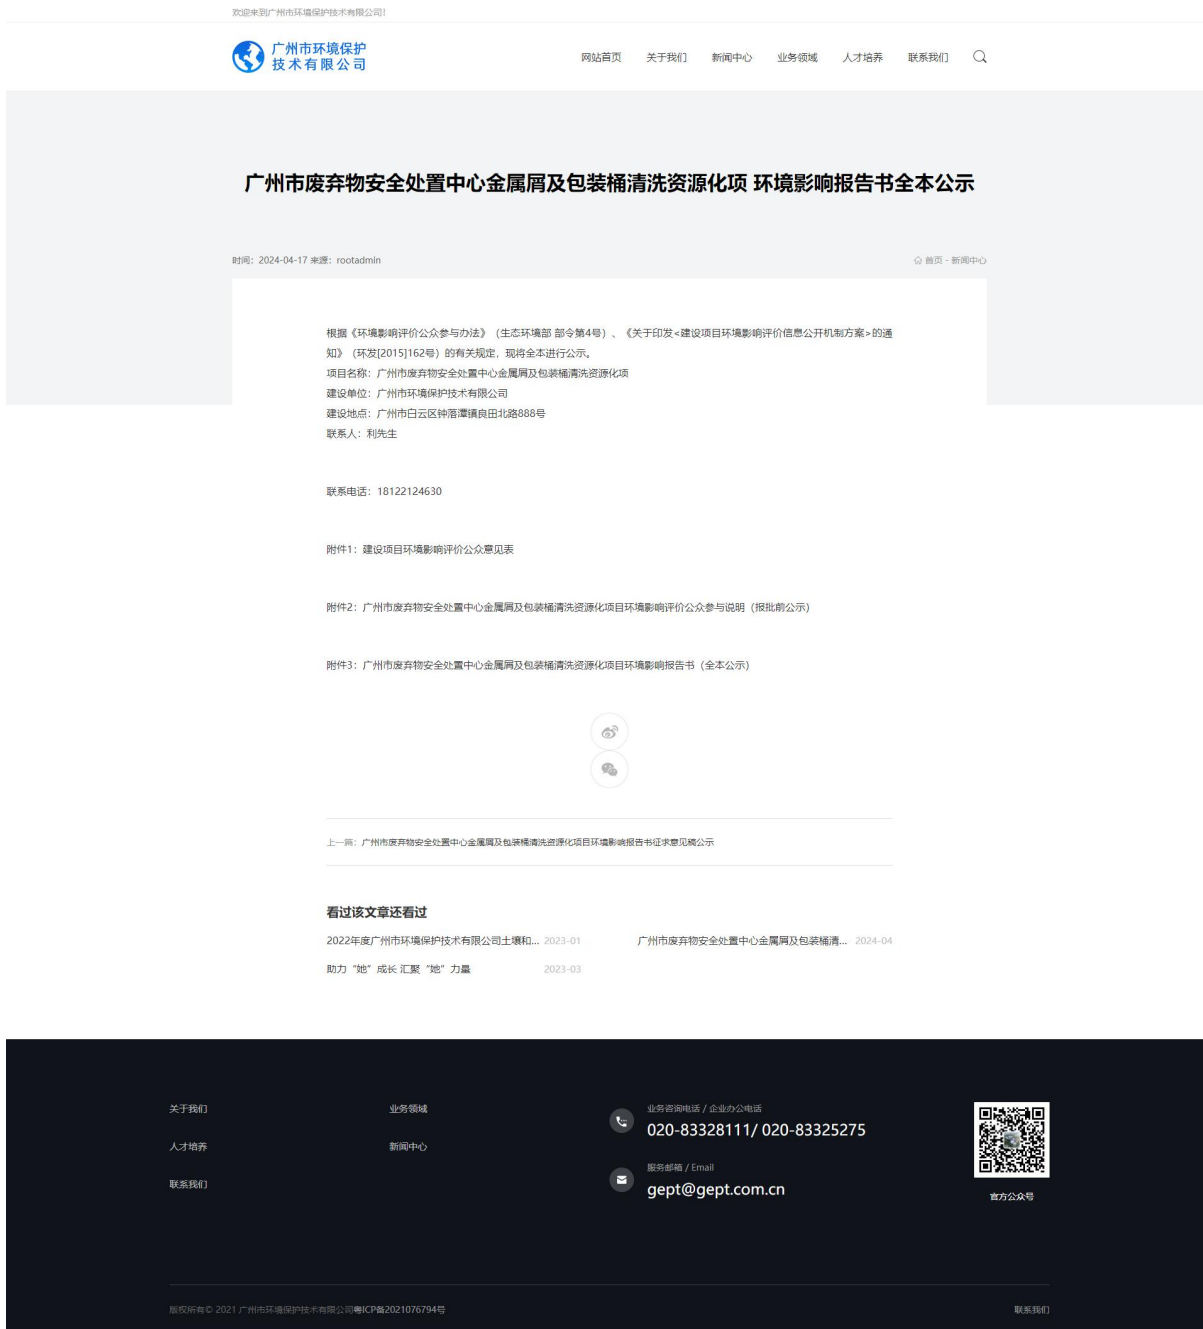 欢迎来到广州市环境保护技术有限公司!
广州市环境保护
技术有限公司
网站首页 关于我们 新闻中心 业务领域 人才培养 联系我们
广州市废弃物安全处置中心金属屑及包装桶清洗资源化项 环境影响报告书全本公示
时间：2024-04-17 来源：rootadmin
首页 - 新闻中心
根据《环境影响评价公众参与办法》（生态环境部 部令第4号）、《关于印发<建设项目环境影响评价信息公开机制方案>的通
知》（环发[2015]162号）的有关规定，现将全本进行公示。
项目名称：广州市废弃物安全处置中心金属屑及包装桶清洗资源化项
建设单位：广州市环境保护技术有限公司
建设地点：广州市白云区钟落潭镇良田北路888号
联系人：利先生
联系电话：18122124630
附件1：建设项目环境影响评价公众意见表
附件2：广州市废弃物安全处置中心金属屑及包装桶清洗资源化项目环境影响评价公众参与说明（报批前公示）
附件3：广州市废弃物安全处置中心金属屑及包装桶清洗资源化项目环境影响报告书（全本公示）
上一篇：广州市废弃物安全处置中心金属屑及包装桶清洗资源化项目环境影响报告书征求意见稿公示
看过该文章还看过
2022年度广州市环境保护技术有限公司土壤和... 2023-01
广州市废弃物安全处置中心金属屑及包装桶清... 2024-04
助力“她”成长 汇聚“她”力量 2023-03
关于我们
业务领域
人才培养
新闻中心
联系我们
业务咨询电话 / 企业办公电话
020-83328111/ 020-83325275
服务邮箱 / Email
gept@gept.com.cn
官方公众号
版权所有© 2021 广州市环境保护技术有限公司粤ICP备2021076794号
联系我们